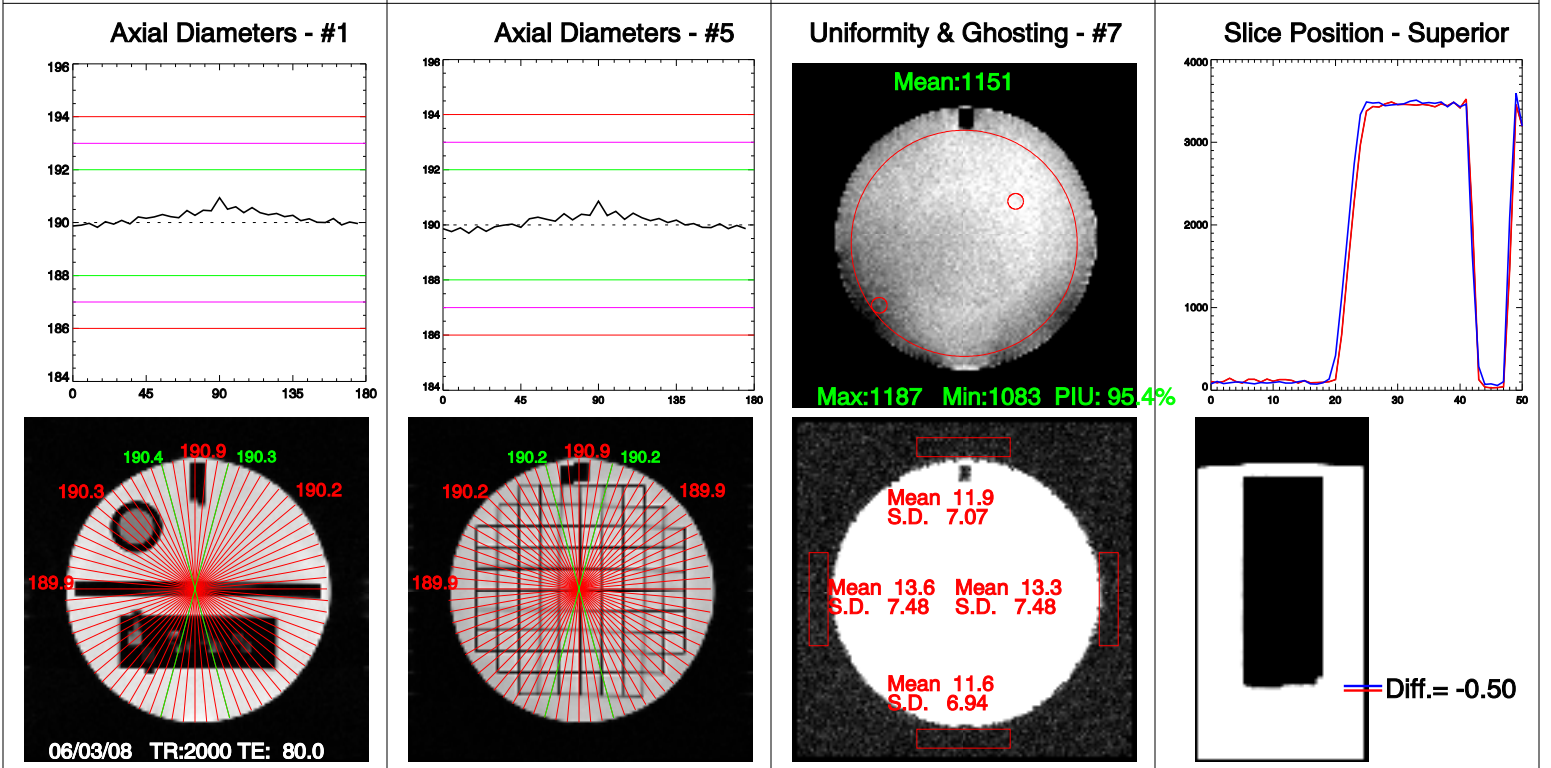 Axial Diameters - #1
Axial Diameters - #5
Uniformity & Ghosting - #7
Slice Position - Superior
196
194
192
190
188
186
184
0 45 90 135 180
196
194
192
190
188
186
184
0 45 90 135 180
Mean:1151
Max:1187 Min:1083 PIU: 95.4%
4000
3000
2000
1000
0
0 10 20 30 40 50
190.4 190.9 190.3
190.3 190.2
189.9
06/03/08 TR:2000 TE: 80.0
190.2 190.9 190.2
190.2 189.9
189.9
Mean 11.9
S.D. 7.07
Mean 13.6 Mean 13.3
S.D. 7.48 S.D. 7.48
Mean 11.6
S.D. 6.94
Diff.= -0.50